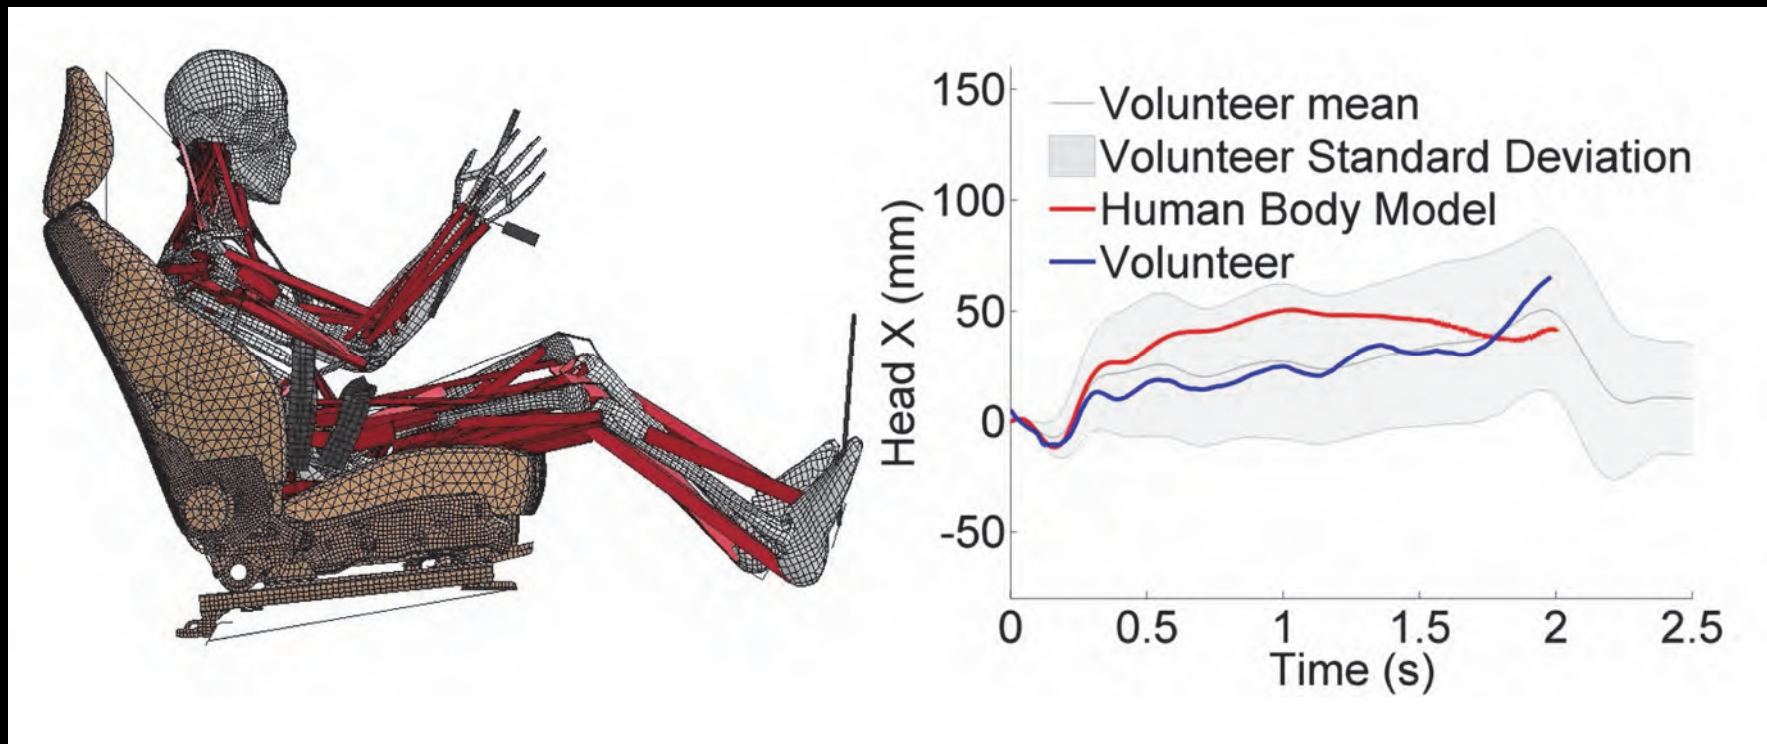 150
100
50
0
-50
Head X (mm)
Volunteer mean
Volunteer Standard Deviation
Human Body Model
Volunteer
0 0.5 1 1.5 2 2.5
Time (s)